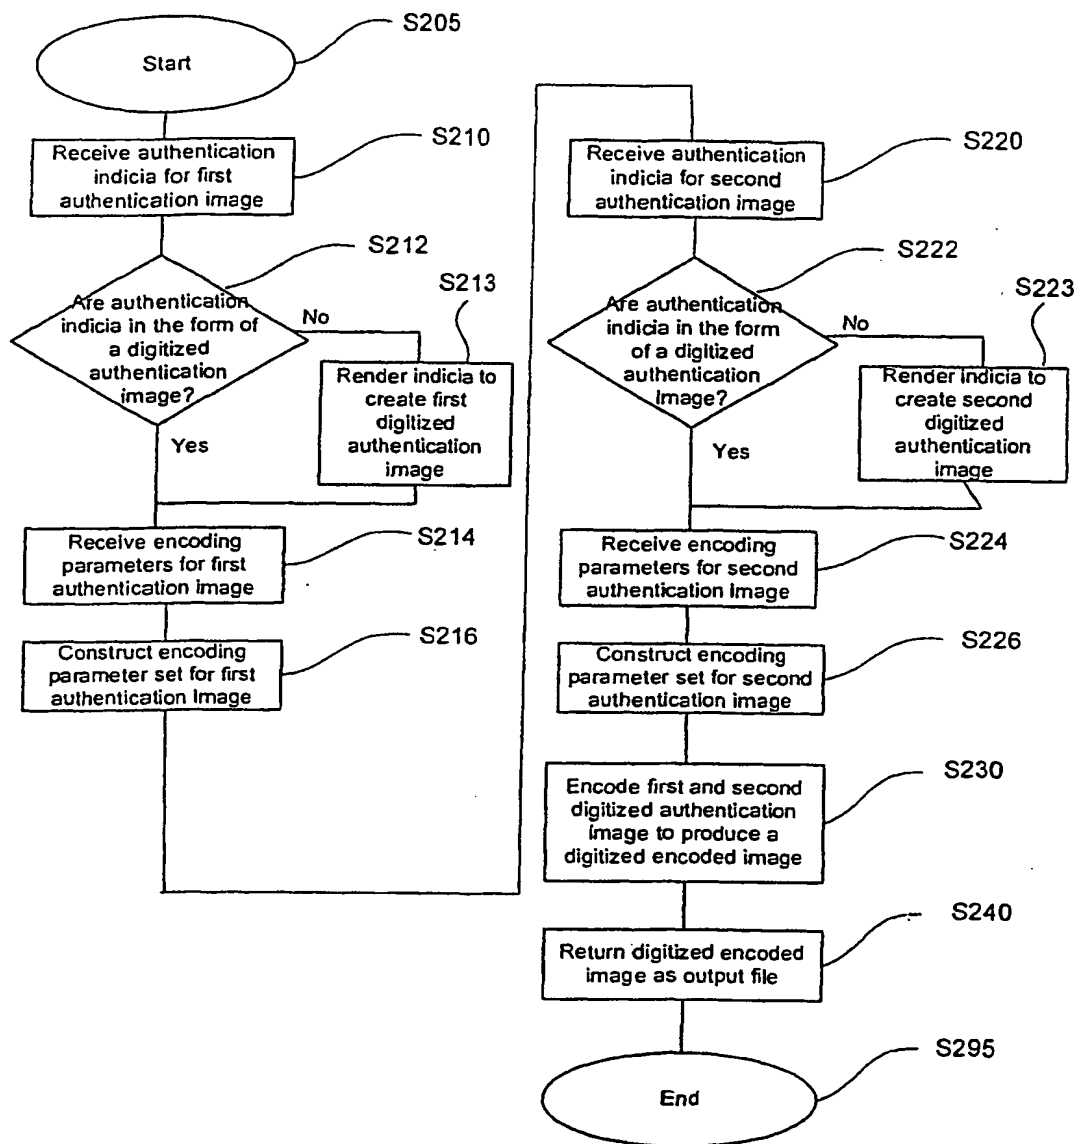 Start
S205
Receive authentication
indicia for first
authentication image
S210
Are authentication
indicia in the form of
a digitized
authentication
image?
S212
No
Yes
S213
Render indicia to
create first
digitized
authentication
image
Receive encoding
parameters for first
authentication image
S214
Construct encoding
parameter set for first
authentication image
S216
Receive authentication
indicia for second
authentication image
S220
Are authentication
indicia in the form
of a digitized
authentication
image?
S222
No
Yes
S223
Render indicia to
create second
digitized
authentication
image
Receive encoding
parameters for second
authentication image
S224
Construct encoding
parameter set for second
authentication image
S226
Encode first and second
digitized authentication
image to produce a
digitized encoded image
S230
Return digitized encoded
image as output file
S240
End
S295